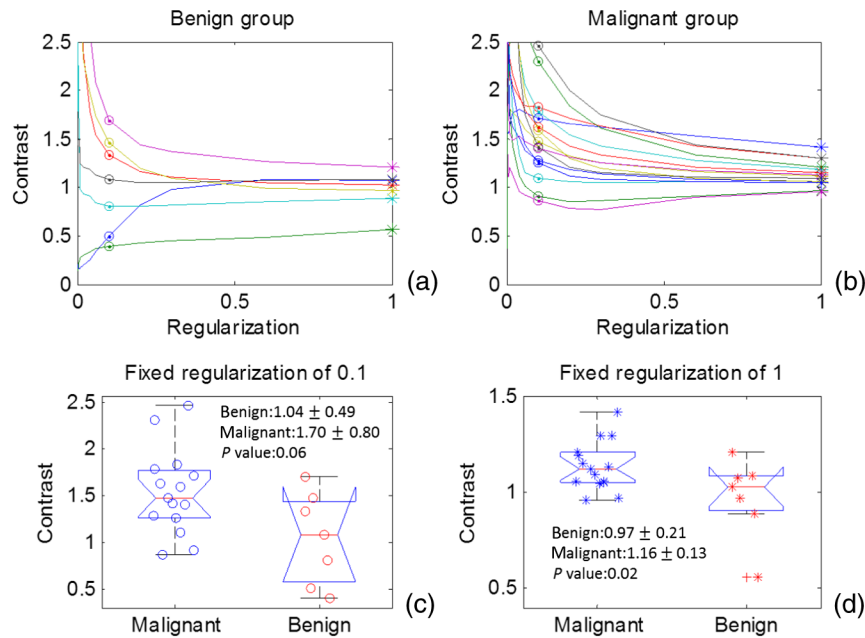 Benign group
2.5
2
1.5
1
0.5
0
0
0.5
1
Contrast
Regularization
(a)
Malignant group
2.5
2
1.5
1
0.5
0
0
0.5
1
Contrast
Regularization
(b)
Fixed regularization of 0.1
2.5
2
1.5
1
0.5
Contrast
Benign:1.04 ± 0.49
Malignant:1.70 ± 0.80
P value:0.06
Malignant
Benign
(c)
Fixed regularization of 1
1.5
1
0.5
Contrast
Benign:0.97 ± 0.21
Malignant:1.16 ± 0.13
P value:0.02
Malignant
Benign
(d)